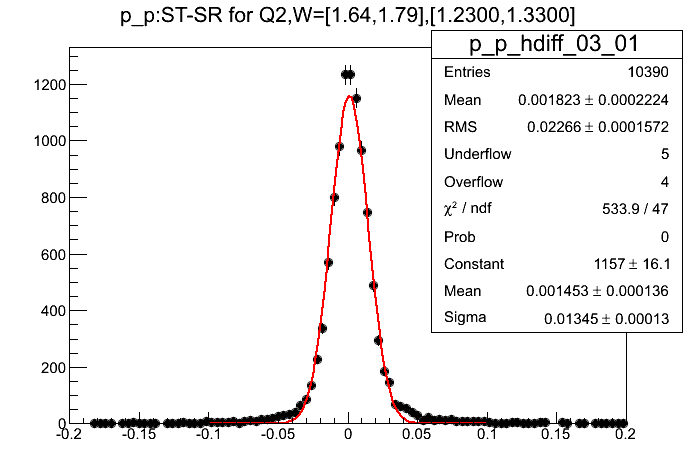 p_p:ST-SR for Q2,W=[1.64,1.79],[1.2300,1.3300]
p_p_hdiff_03_01
Entries 10390
Mean 0.001823 ± 0.0002224
RMS 0.02266 ± 0.0001572
Underflow 5
Overflow 4
χ² / ndf 533.9 / 47
Prob 0
Constant 1157 ± 16.1
Mean 0.001453 ± 0.000136
Sigma 0.01345 ± 0.00013
1200
1000
800
600
400
200
0
-0.2 -0.15 -0.1 -0.05 0 0.05 0.1 0.15 0.2